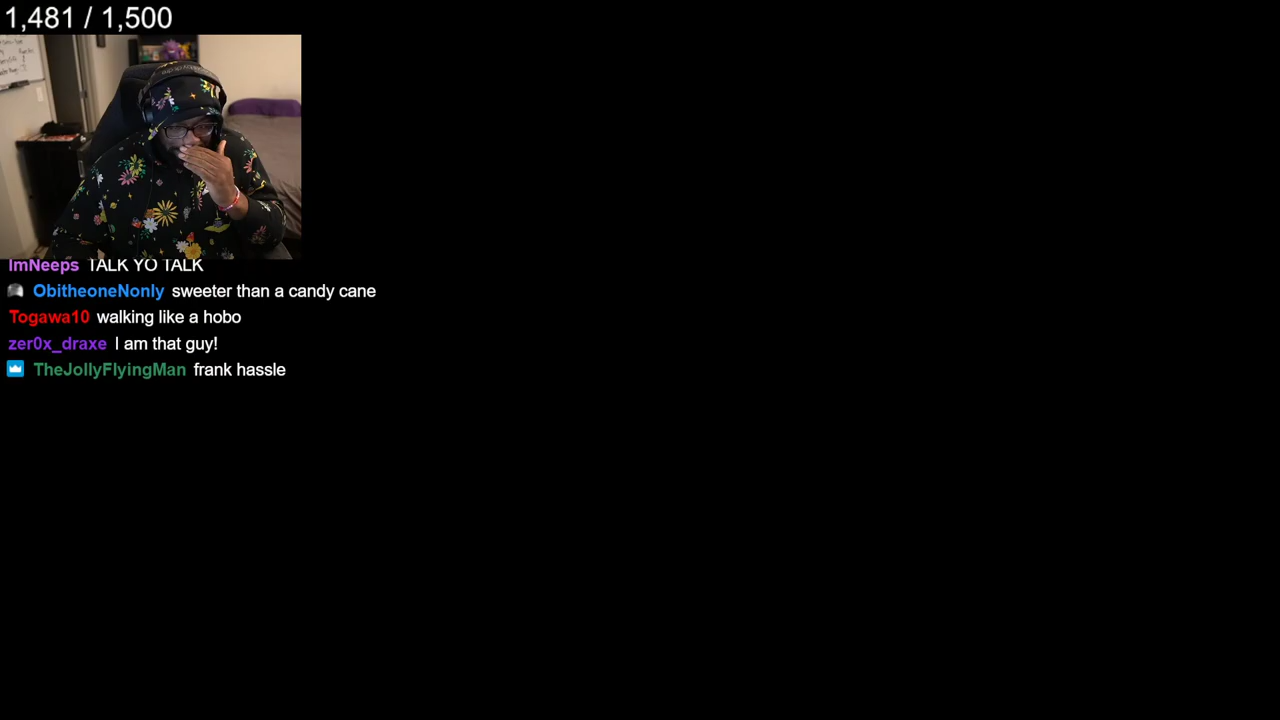 1,481 / 1,500
ImNeeps TALK YO TALK
ObitheoneNonly sweeter than a candy cane
Togawa10 walking like a hobo
zer0x_draxe I am that guy!
TheJollyFlyingMan frank hassle